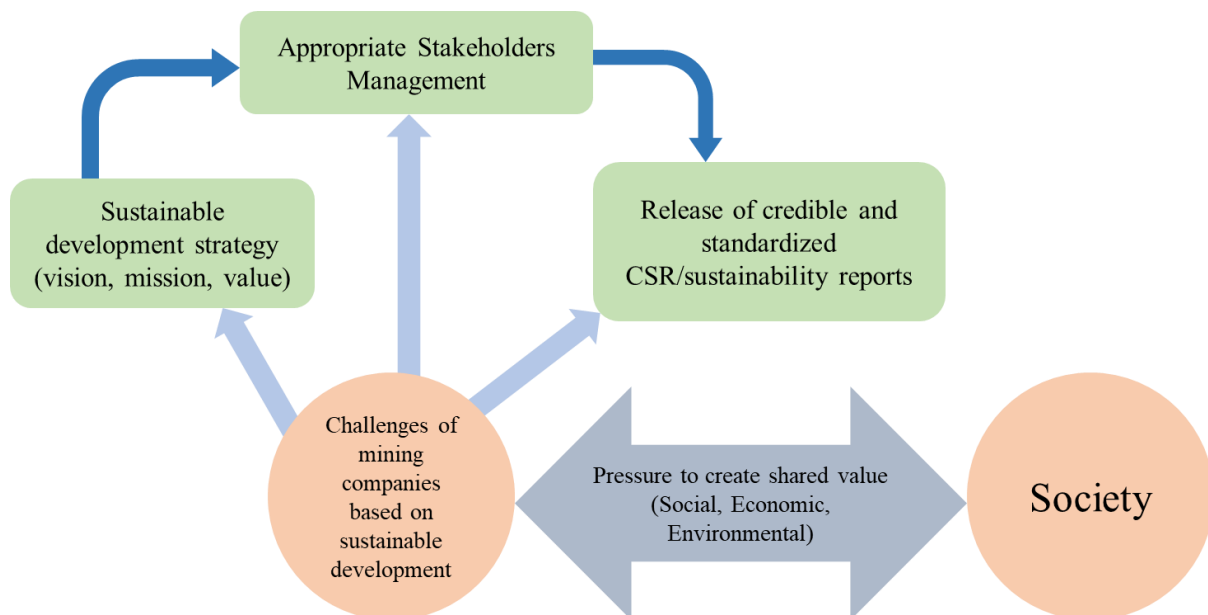 Appropriate Stakeholders
Management
Sustainable
development strategy
(vision, mission, value)
Release of credible and
standardized
CSR/sustainability reports
Challenges of
mining
companies
based on
sustainable
development
Pressure to create shared value
(Social, Economic,
Environmental)
Society